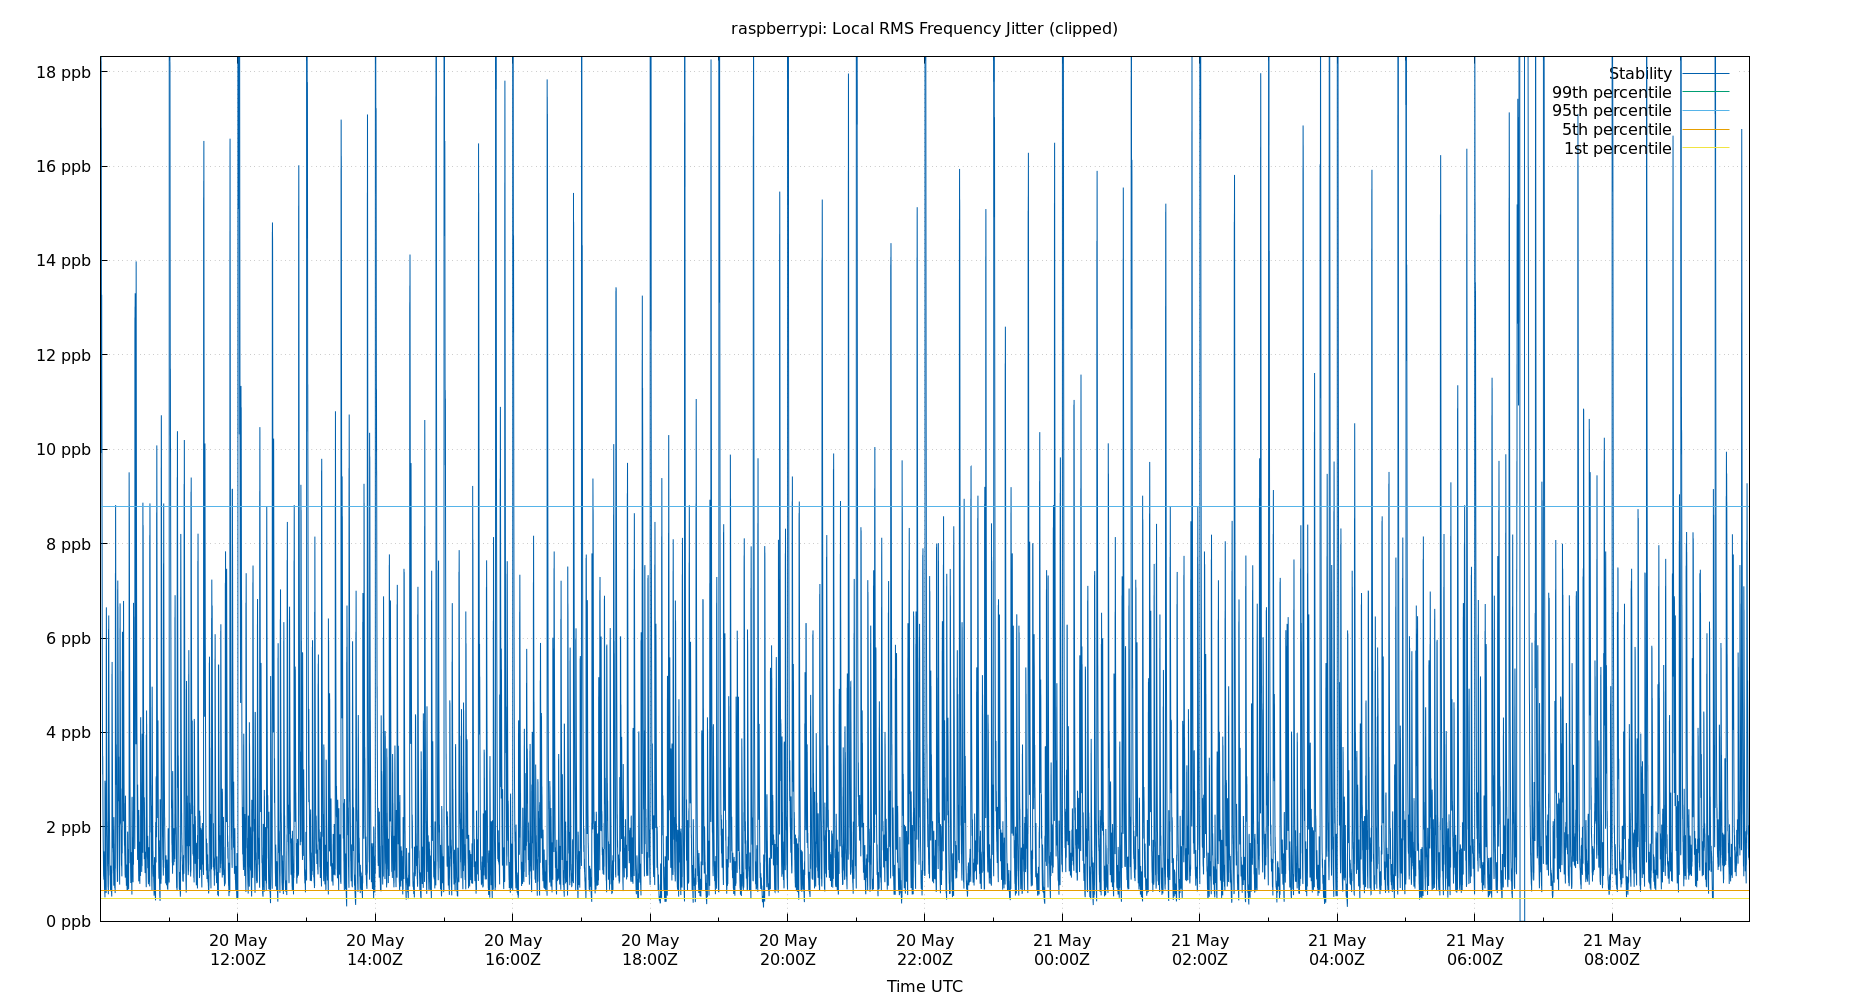 raspberrypi: Local RMS Frequency Jitter (clipped)
18 ppb
16 ppb
14 ppb
12 ppb
10 ppb
8 ppb
6 ppb
4 ppb
2 ppb
0 ppb
Stability
99th percentile
95th percentile
5th percentile
1st percentile
20 May 20 May 20 May 20 May 20 May 20 May 21 May 21 May 21 May 21 May 21 May
12:00Z 14:00Z 16:00Z 18:00Z 20:00Z 22:00Z 00:00Z 02:00Z 04:00Z 06:00Z 08:00Z
Time UTC